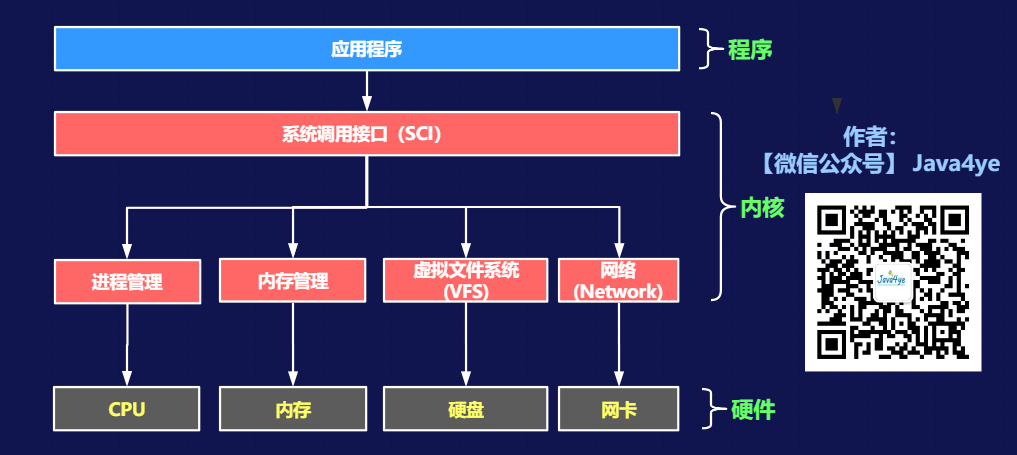 应用程序
程序
系统调用接口（SCI）
作者：
【微信公众号】 Java4ye
内核
进程管理
内存管理
虚拟文件系统
(VFS)
网络
(Network)
Java4ye
CPU
内存
硬盘
网卡
硬件